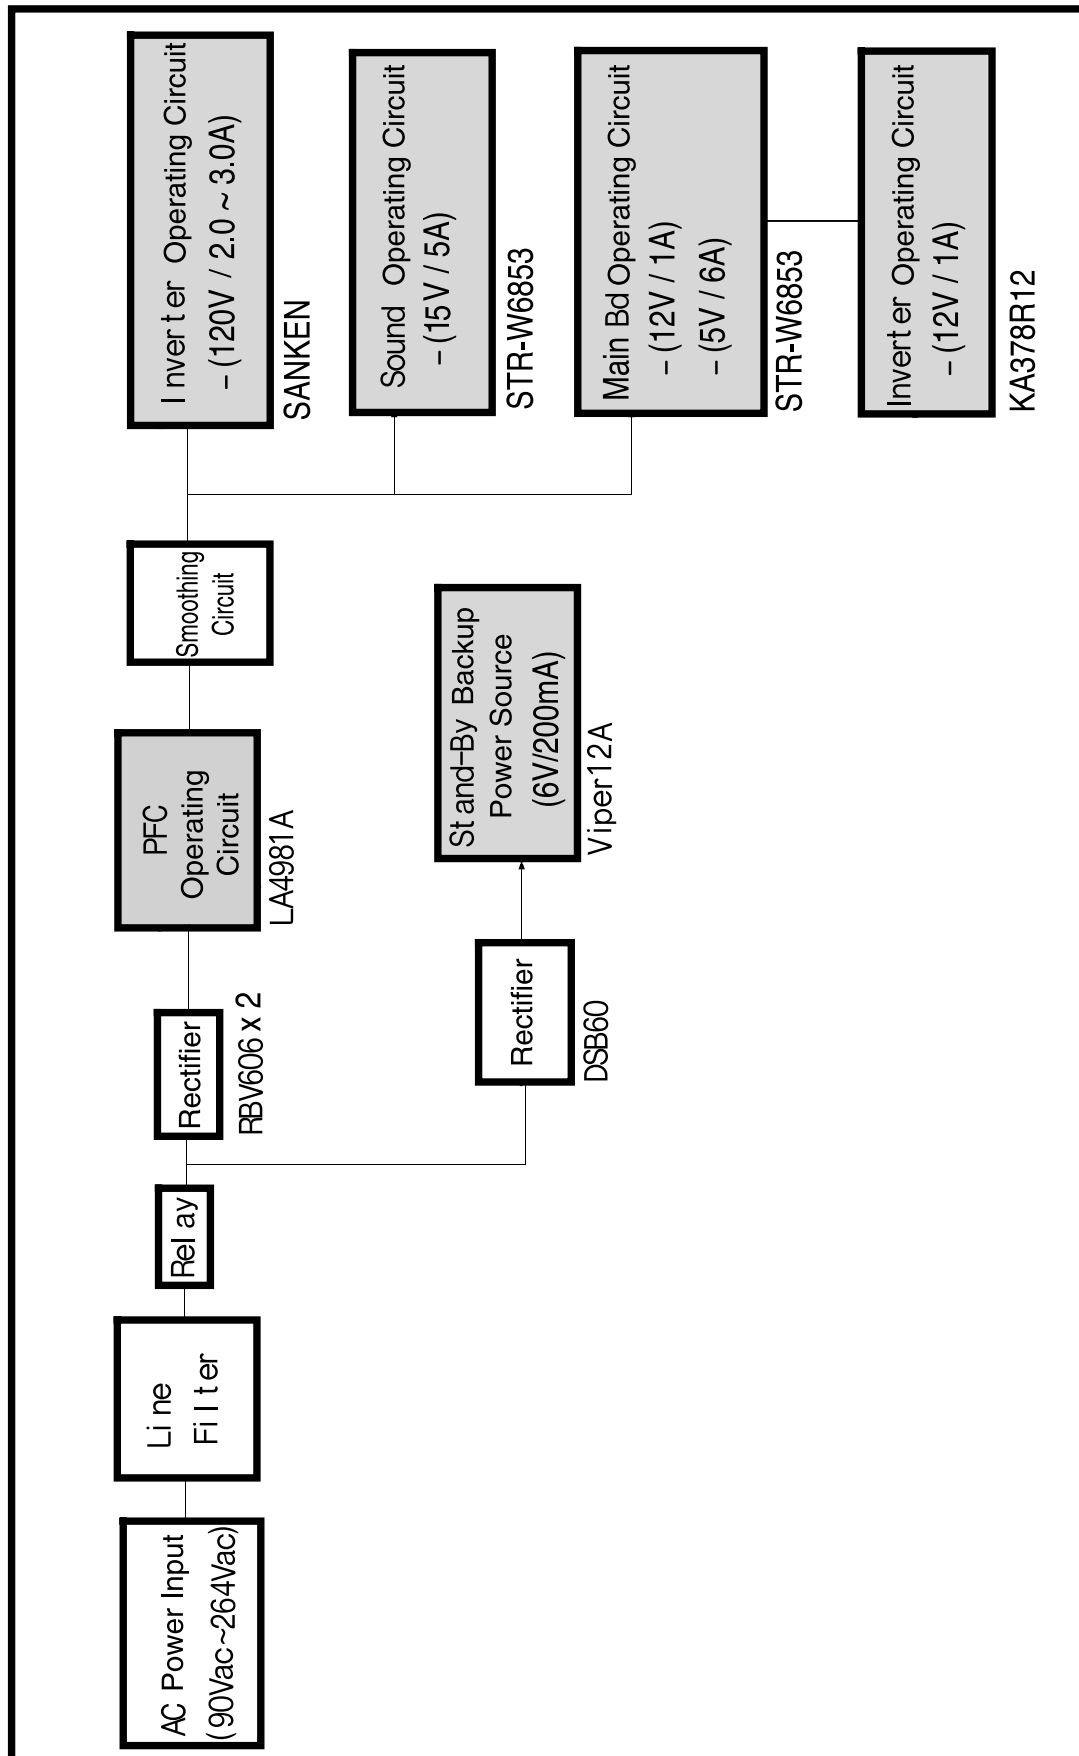 AC Power Input
(90Vac~264Vac)
Line
Filter
Relay
Rectifier
RBV606 x 2
PFC
Operating
Circuit
LA4981A
Smoothing
Circuit
Inverter Operating Circuit
– (120V / 2.0 ~ 3.0A)
SANKEN
Sound Operating Circuit
– (15V / 5A)
STR-W6853
Main Bd Operating Circuit
– (12V / 1A)
– (5V / 6A)
STR-W6853
Inverter Operating Circuit
– (12V / 1A)
KA378R12
Rectifier
DSB60
Stand-By Backup
Power Source
(6V/200mA)
Viper12A